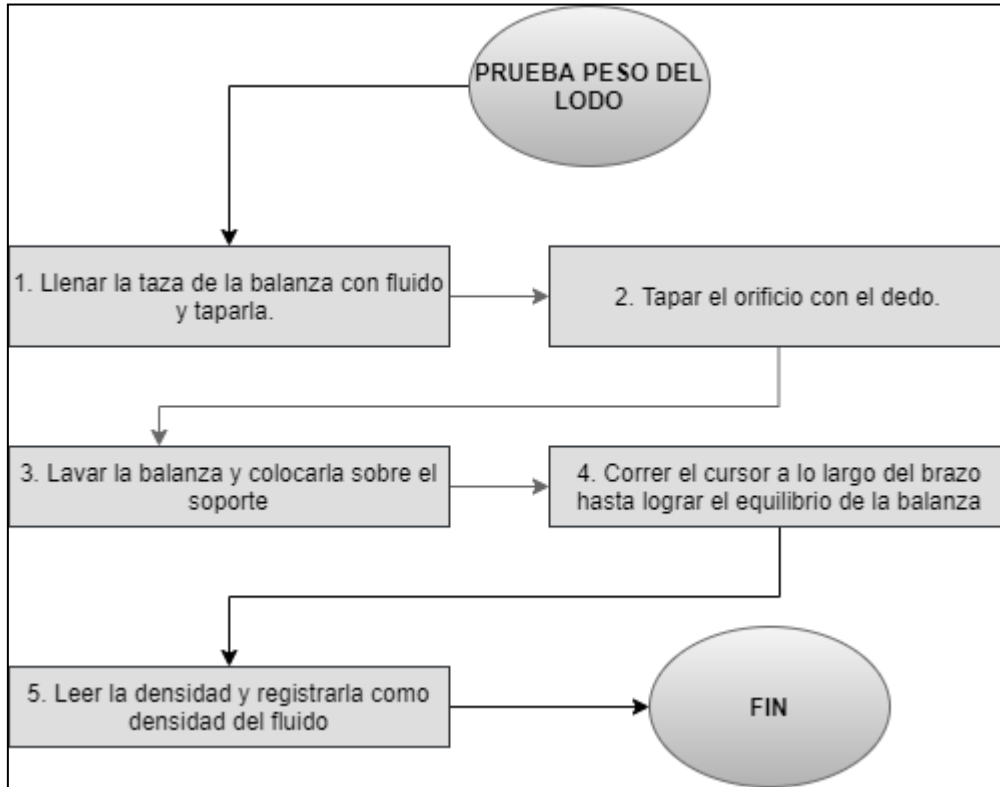 PRUEBA PESO DEL
LODO
1. Llenar la taza de la balanza con fluido
y taparla.
2. Tapar el orificio con el dedo.
3. Lavar la balanza y colocarla sobre el
soporte
4. Correr el cursor a lo largo del brazo
hasta lograr el equilibrio de la balanza
5. Leer la densidad y registrarla como
densidad del fluido
FIN